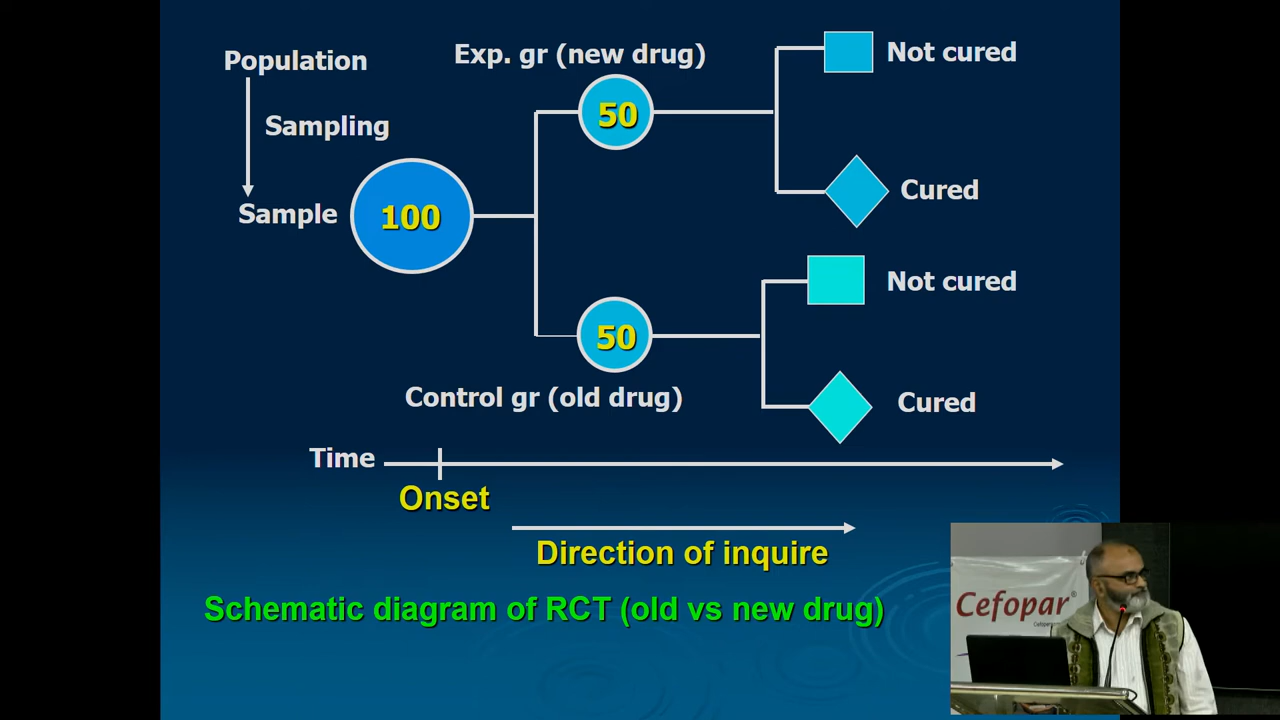 Population
Exp. gr (new drug)
Not cured
Sampling
50
Sample
100
Cured
50
Not cured
Control gr (old drug)
Cured
Time
Onset
Direction of inquire
Schematic diagram of RCT (old vs new drug)
Cefopar®